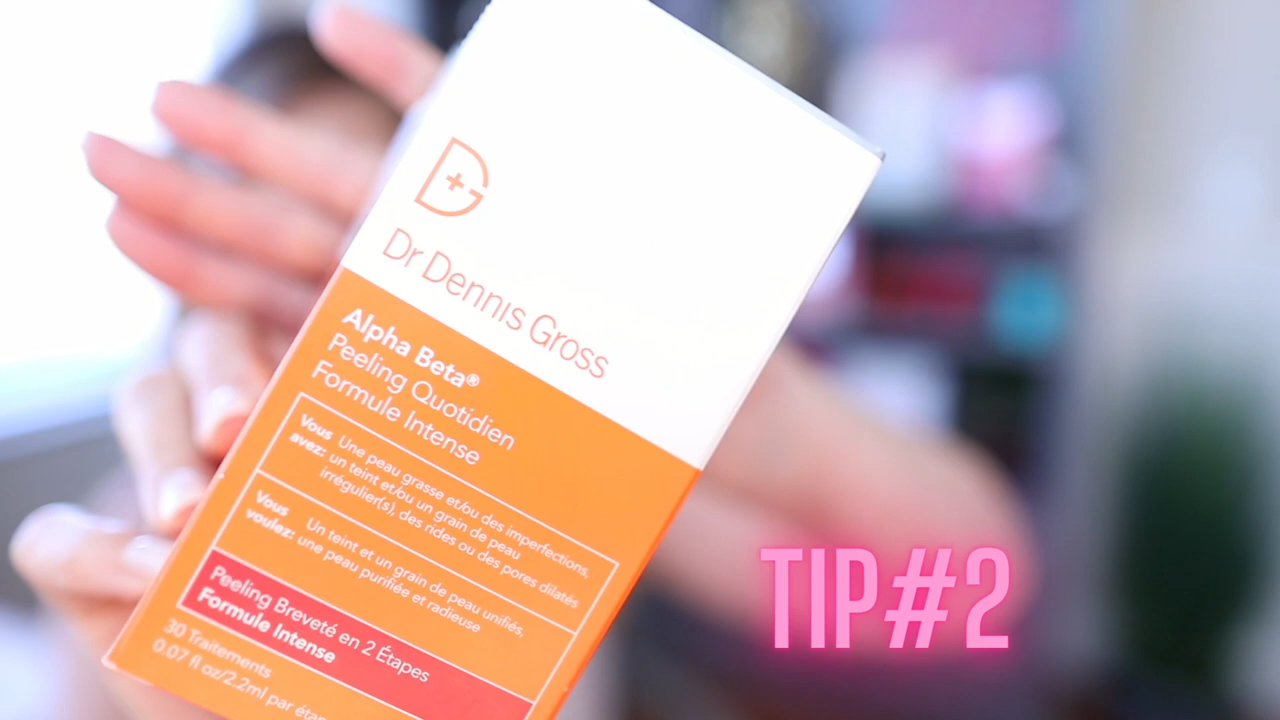 Dr Dennis Gross
Alpha Beta®
Peeling Quotidien
Formule Intense
Vous avez:
Une peau grasse et/ou des imperfections,
un teint et/ou un grain de peau
irrégulier(s), des rides ou des pores dilatés
Vous voulez:
Un teint et un grain de peau unifiés,
une peau purifiée et radieuse
Peeling Breveté en 2 Étapes
Formule Intense
30 Traitements
0.07 fl oz/2.2ml par
TIP#2